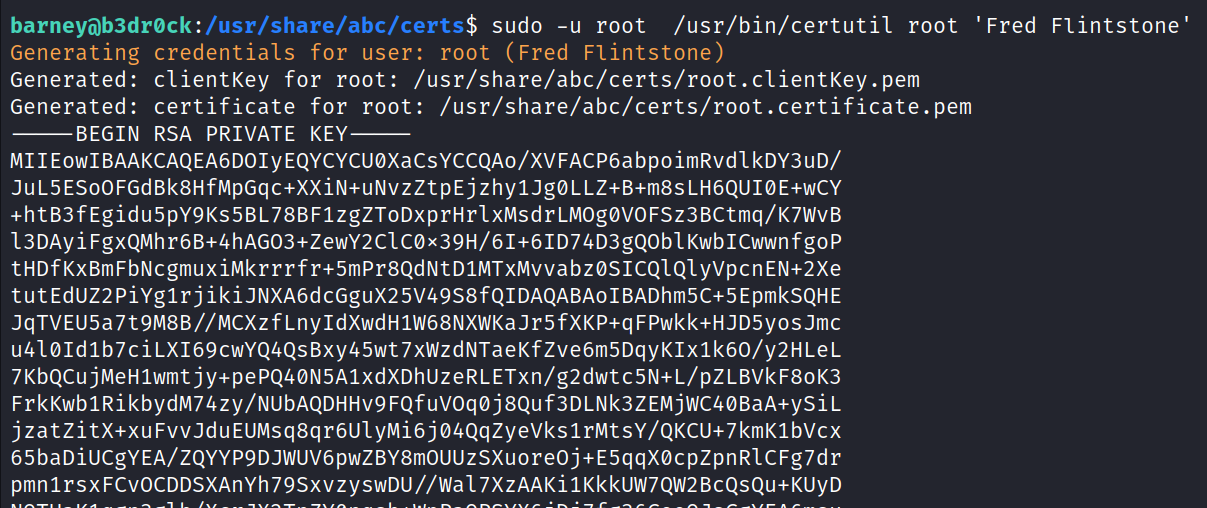 barney@b3dr0ck:/usr/share/abc/certs$ sudo -u root  /usr/bin/certutil root 'Fred Flintstone'
Generating credentials for user: root (Fred Flintstone)
Generated: clientKey for root: /usr/share/abc/certs/root.clientKey.pem
Generated: certificate for root: /usr/share/abc/certs/root.certificate.pem
-----BEGIN RSA PRIVATE KEY-----
MIIEowIBAAKCAQEA6DOIyEQYCYCU0XaCsYCCQAo/XVFACP6abpoimRvdlkDY3uD/
JuL5ESoOFGdBk8HfMpGqc+XXiN+uNvzZtpEjzhy1Jg0LLZ+B+m8sLH6QUI0E+wCY
+htB3fEgidu5pY9Ks5BL78BF1zgZToDxprHrlxMsdrLMOg0VOFSz3BCtmq/K7WvB
l3DAyiFgxQMhr6B+4hAGO3+ZewY2ClC0×39H/6I+6ID74D3gQOblKwbICwwnfgoP
tHDfKxBmFbNcgmuxiMkrrrfr+5mPr8QdNtD1MTxMvvabz0SICQlQlyVpcnEN+2Xe
tutEdUZ2PiYg1rjikiJNXA6dcGguX25V49S8fQIDAQABAoIBADhm5C+5EpmkSQHE
JqTVEU5a7t9M8B//MCXzfLnyIdXwdH1W68NXWKaJr5fXKP+qFPwkk+HJD5yosJmc
u4l0Id1b7ciLXI69cwYQ4QsBxy45wt7xWzdNTaeKfZve6m5DqyKIx1k6O/y2HLeL
7KbQCujMeH1wmtjy+pePQ40N5A1xdXDhUzeRLETxn/g2dwtc5N+L/pZLBVkF8oK3
FrkKwb1RikbydM74zy/NUbAQDHHv9FQfuVOq0j8Quf3DLNk3ZEMjWC40BaA+ySiL
jzatZitX+xuFvvJduEUMsq8qr6UlyMi6j04QqZyeVks1rMtsY/QKCU+7kmK1bVcx
65baDiUCgYEA/ZQYYP9DJWUV6pwZBY8mOUUzSXuoreOj+E5qqX0cpZpnRlCFg7dr
pmn1rsxFCvOCDDSXAnYh79SxvzyswDU//Wal7XzAAKi1KkkUW7QW2BcQsQu+KUyD